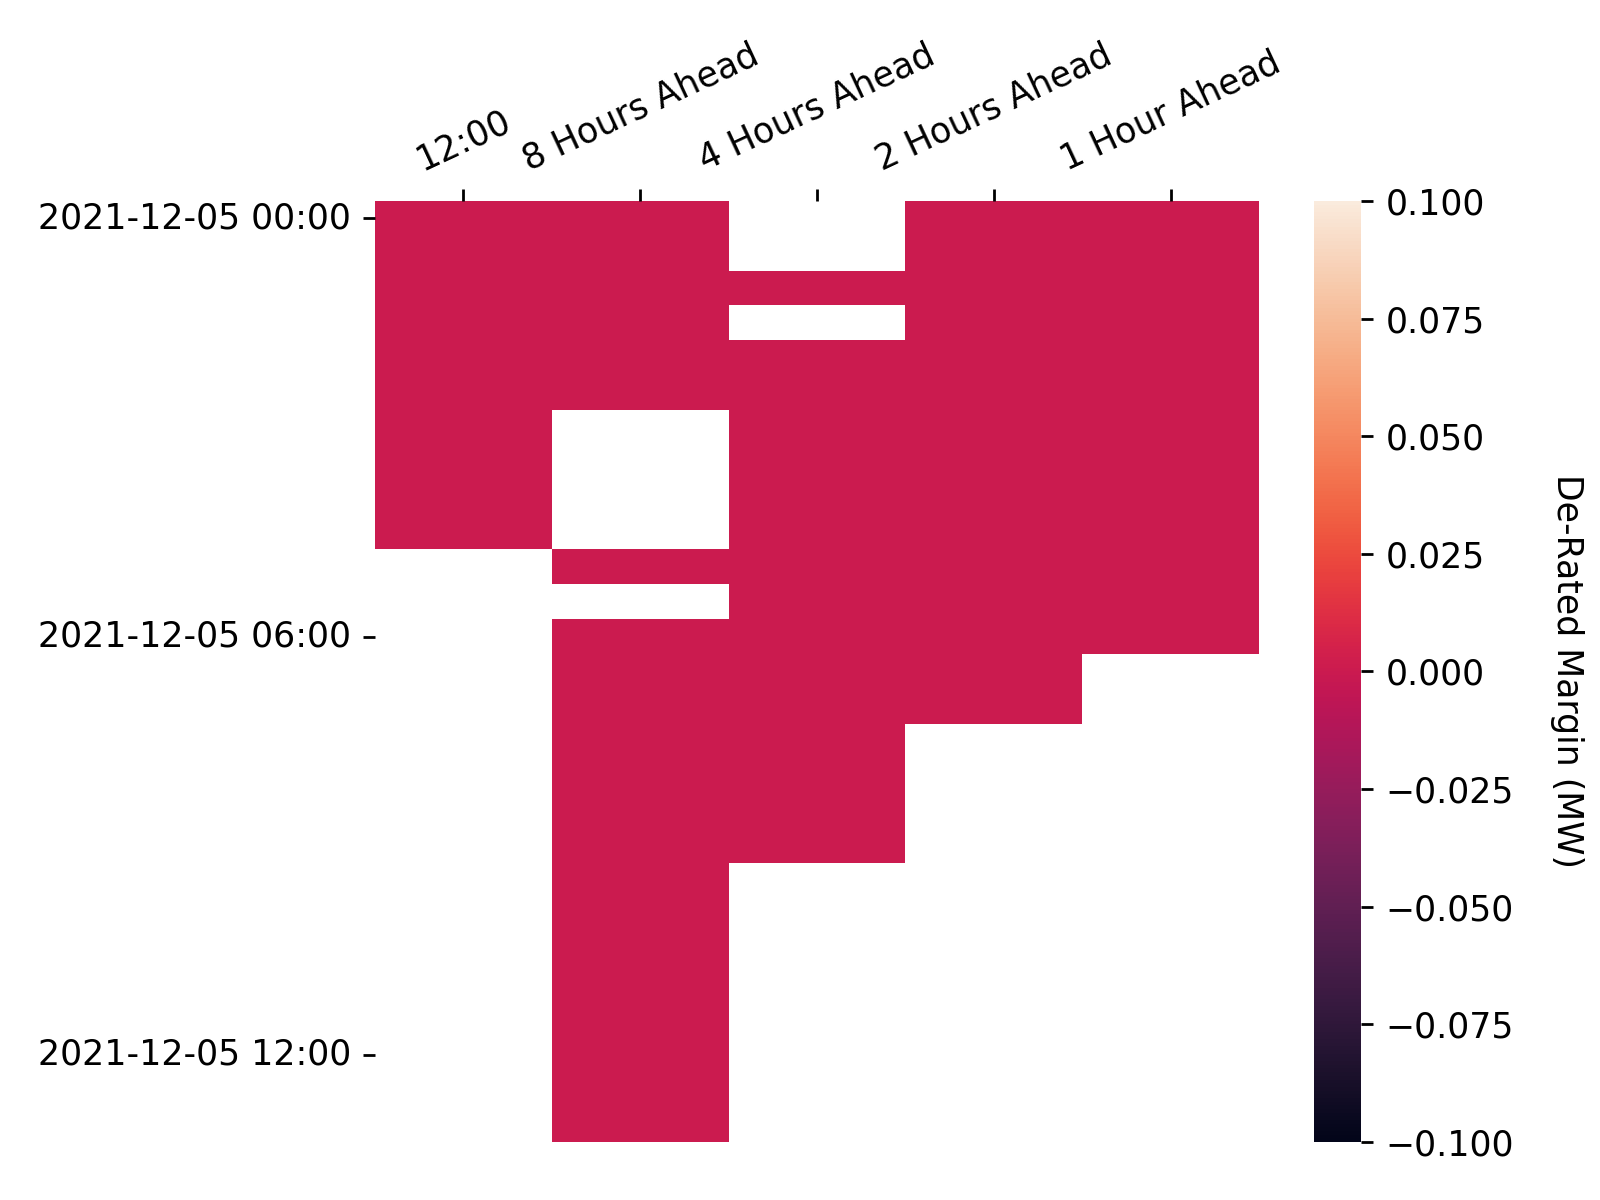 12:00
8 Hours Ahead
4 Hours Ahead
2 Hours Ahead
1 Hour Ahead
2021-12-05 00:00
2021-12-05 06:00
2021-12-05 12:00
0.100
0.075
0.050
0.025
0.000
−0.025
−0.050
−0.075
−0.100
De-Rated Margin (MW)